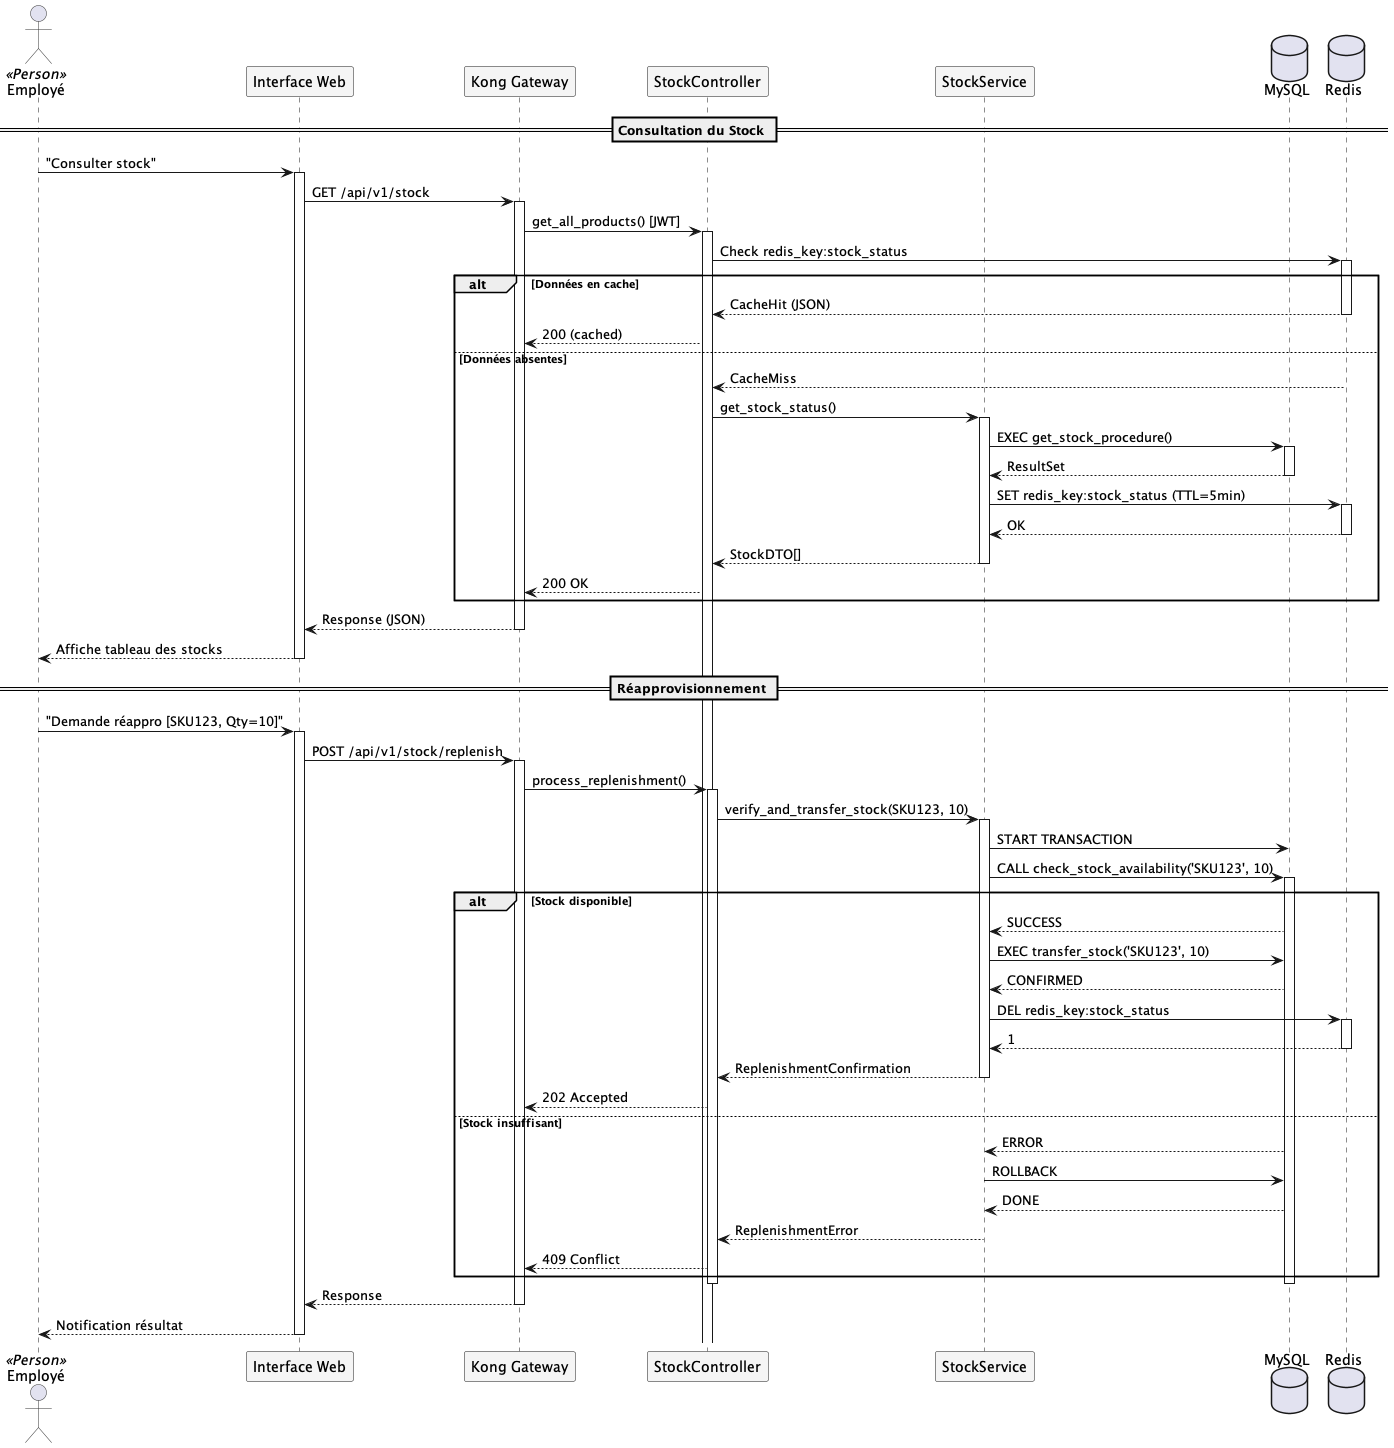 «Person»
Employé
Interface Web
Kong Gateway
StockController
StockService
MySQL
Redis
Consultation du Stock
"Consulter stock"
GET /api/v1/stock
get_all_products() [JWT]
Check redis_key:stock_status
alt
[Données en cache]
CacheHit (JSON)
200 (cached)
[Données absentes]
CacheMiss
get_stock_status()
EXEC get_stock_procedure()
ResultSet
SET redis_key:stock_status (TTL=5min)
OK
StockDTO[]
200 OK
Response (JSON)
Affiche tableau des stocks
Réapprovisionnement
"Demande réappro [SKU123, Qty=10]"
POST /api/v1/stock/replenish
process_replenishment()
verify_and_transfer_stock(SKU123, 10)
START TRANSACTION
CALL check_stock_availability('SKU123', 10)
alt
[Stock disponible]
SUCCESS
EXEC transfer_stock('SKU123', 10)
CONFIRMED
DEL redis_key:stock_status
1
ReplenishmentConfirmation
202 Accepted
[Stock insuffisant]
ERROR
ROLLBACK
DONE
ReplenishmentError
409 Conflict
Response
Notification résultat
«Person»
Employé
Interface Web
Kong Gateway
StockController
StockService
MySQL
Redis